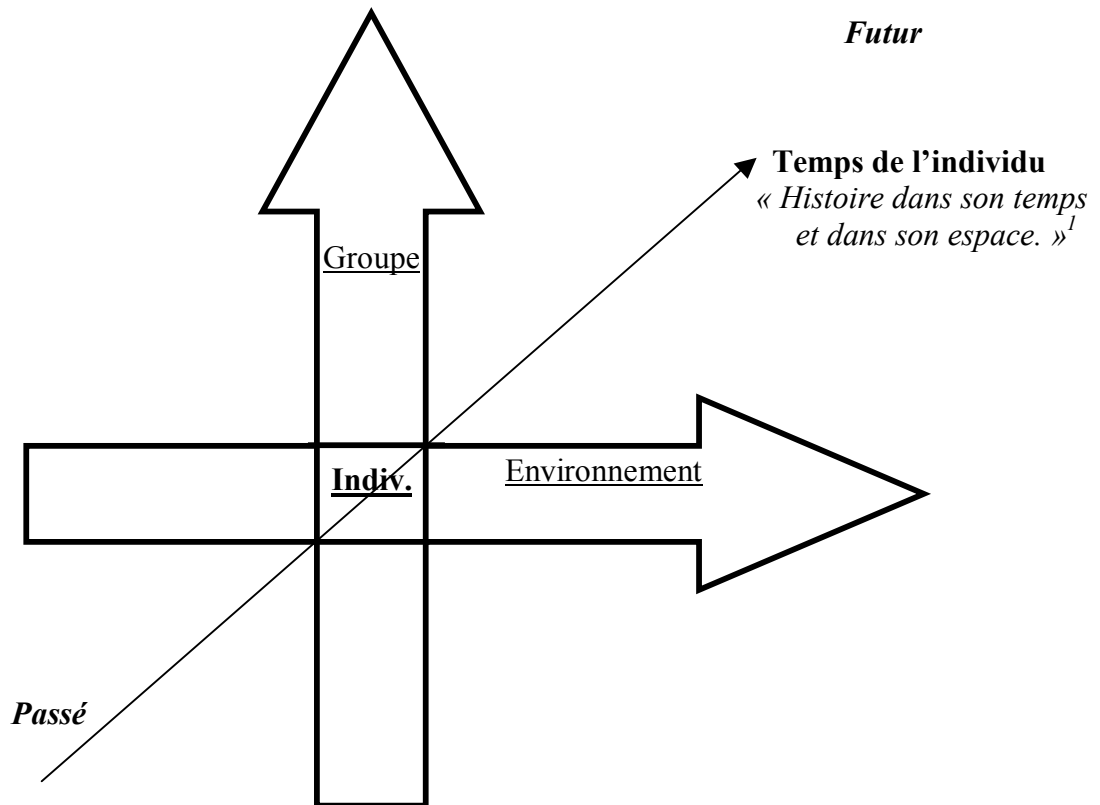 Futur
Temps de l’individu
« Histoire dans son temps
et dans son espace. »1
Groupe
Indiv.
Environnement
Passé